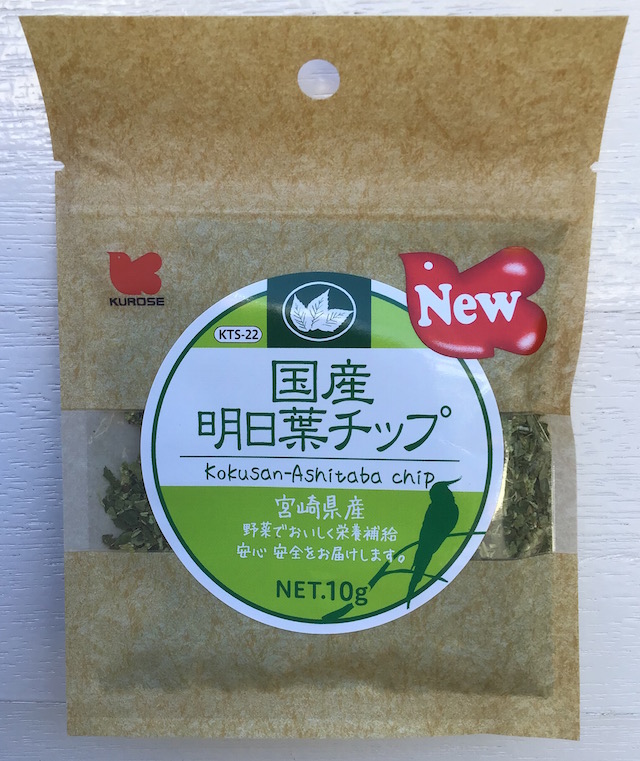 KUROSE
New
KTS-22
国産
明日葉チップ
Kokusan-Ashitaba chip
宮崎県産
野菜でおいしく栄養補給
安心 安全をお届けします。
NET.10g